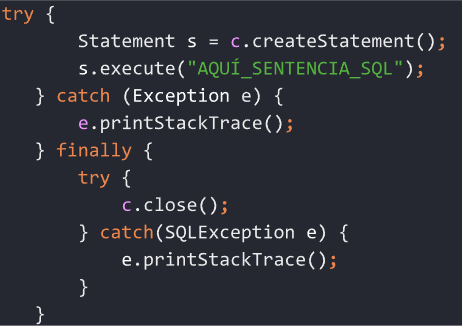 try {
Statement s = c.createStatement();
s.execute("AQUÍ_SENTENCIA_SQL");
} catch (Exception e) {
e.printStackTrace();
} finally {
try {
c.close();
} catch(SQLException e) {
e.printStackTrace();
}
}